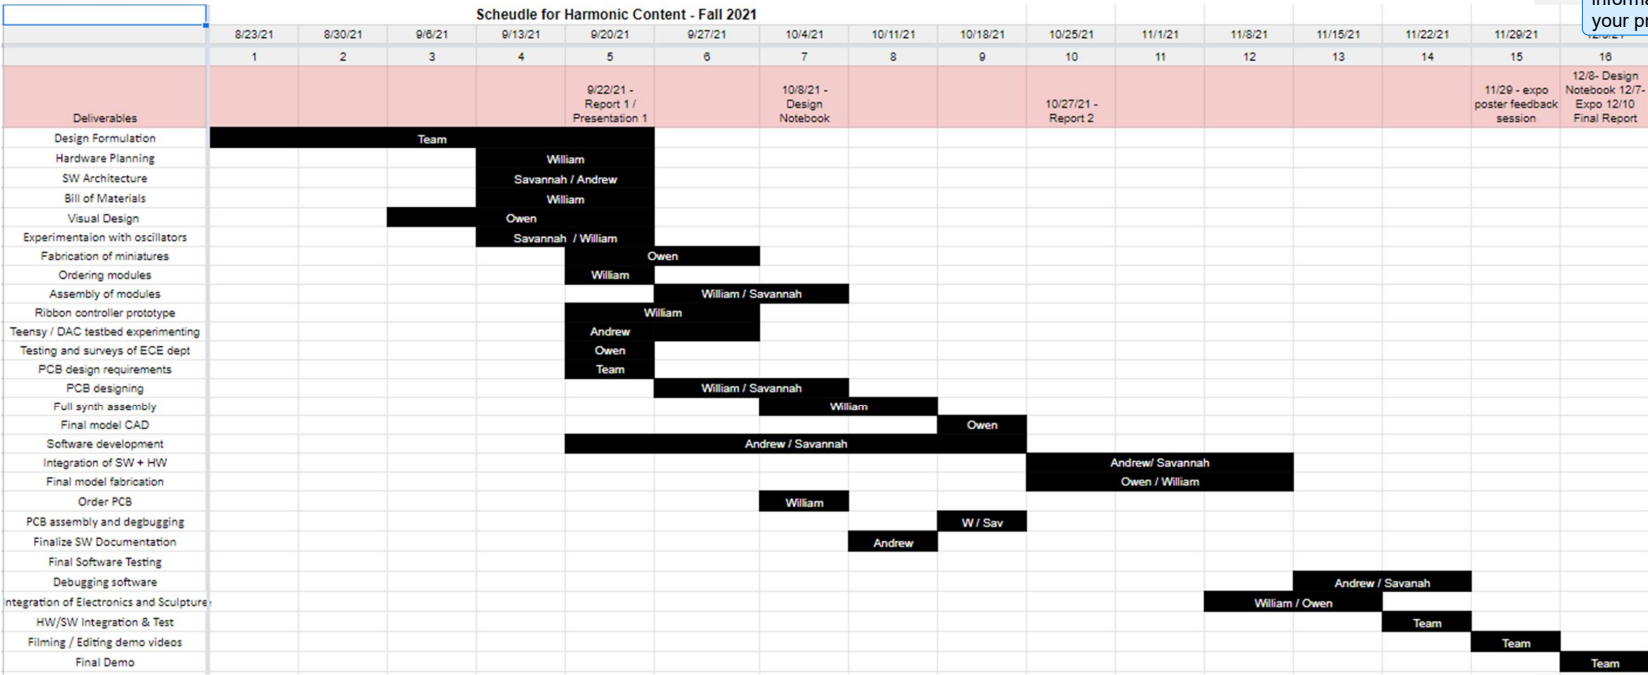 Scheudle for Harmonic Content - Fall 2021
your pr
8/23/21 8/30/21 9/6/21 9/13/21 9/20/21 9/27/21 10/4/21 10/11/21 10/18/21 10/25/21 11/1/21 11/8/21 11/15/21 11/22/21 11/29/21
1 2 3 4 5 6 7 8 9 10 11 12 13 14 15 16
Deliverables
9/22/21 -
Report 1 /
Presentation 1
10/8/21 -
Design
Notebook
10/27/21 -
Report 2
11/29 - expo
poster feedback
session
12/8- Design
Notebook 12/7-
Expo 12/10
Final Report
Design Formulation Team
Hardware Planning William
SW Architecture Savannah / Andrew
Bill of Materials William
Visual Design Owen
Experimentaion with oscillators Savannah / William
Fabrication of miniatures Owen
Ordering modules William
Assembly of modules William / Savannah
Ribbon controller prototype William
Teensy / DAC testbed experimenting Andrew
Testing and surveys of ECE dept Owen
PCB design requirements Team
PCB designing William / Savannah
Full synth assembly William
Final model CAD Owen
Software development Andrew / Savannah
Integration of SW + HW Andrew/ Savannah
Final model fabrication Owen / William
Order PCB William
PCB assembly and degbugging W / Sav
Finalize SW Documentation Andrew
Final Software Testing
Debugging software Andrew / Savanah
ntegration of Electronics and Sculpture William / Owen
HW/SW Integration & Test Team
Filming / Editing demo videos Team
Final Demo Team